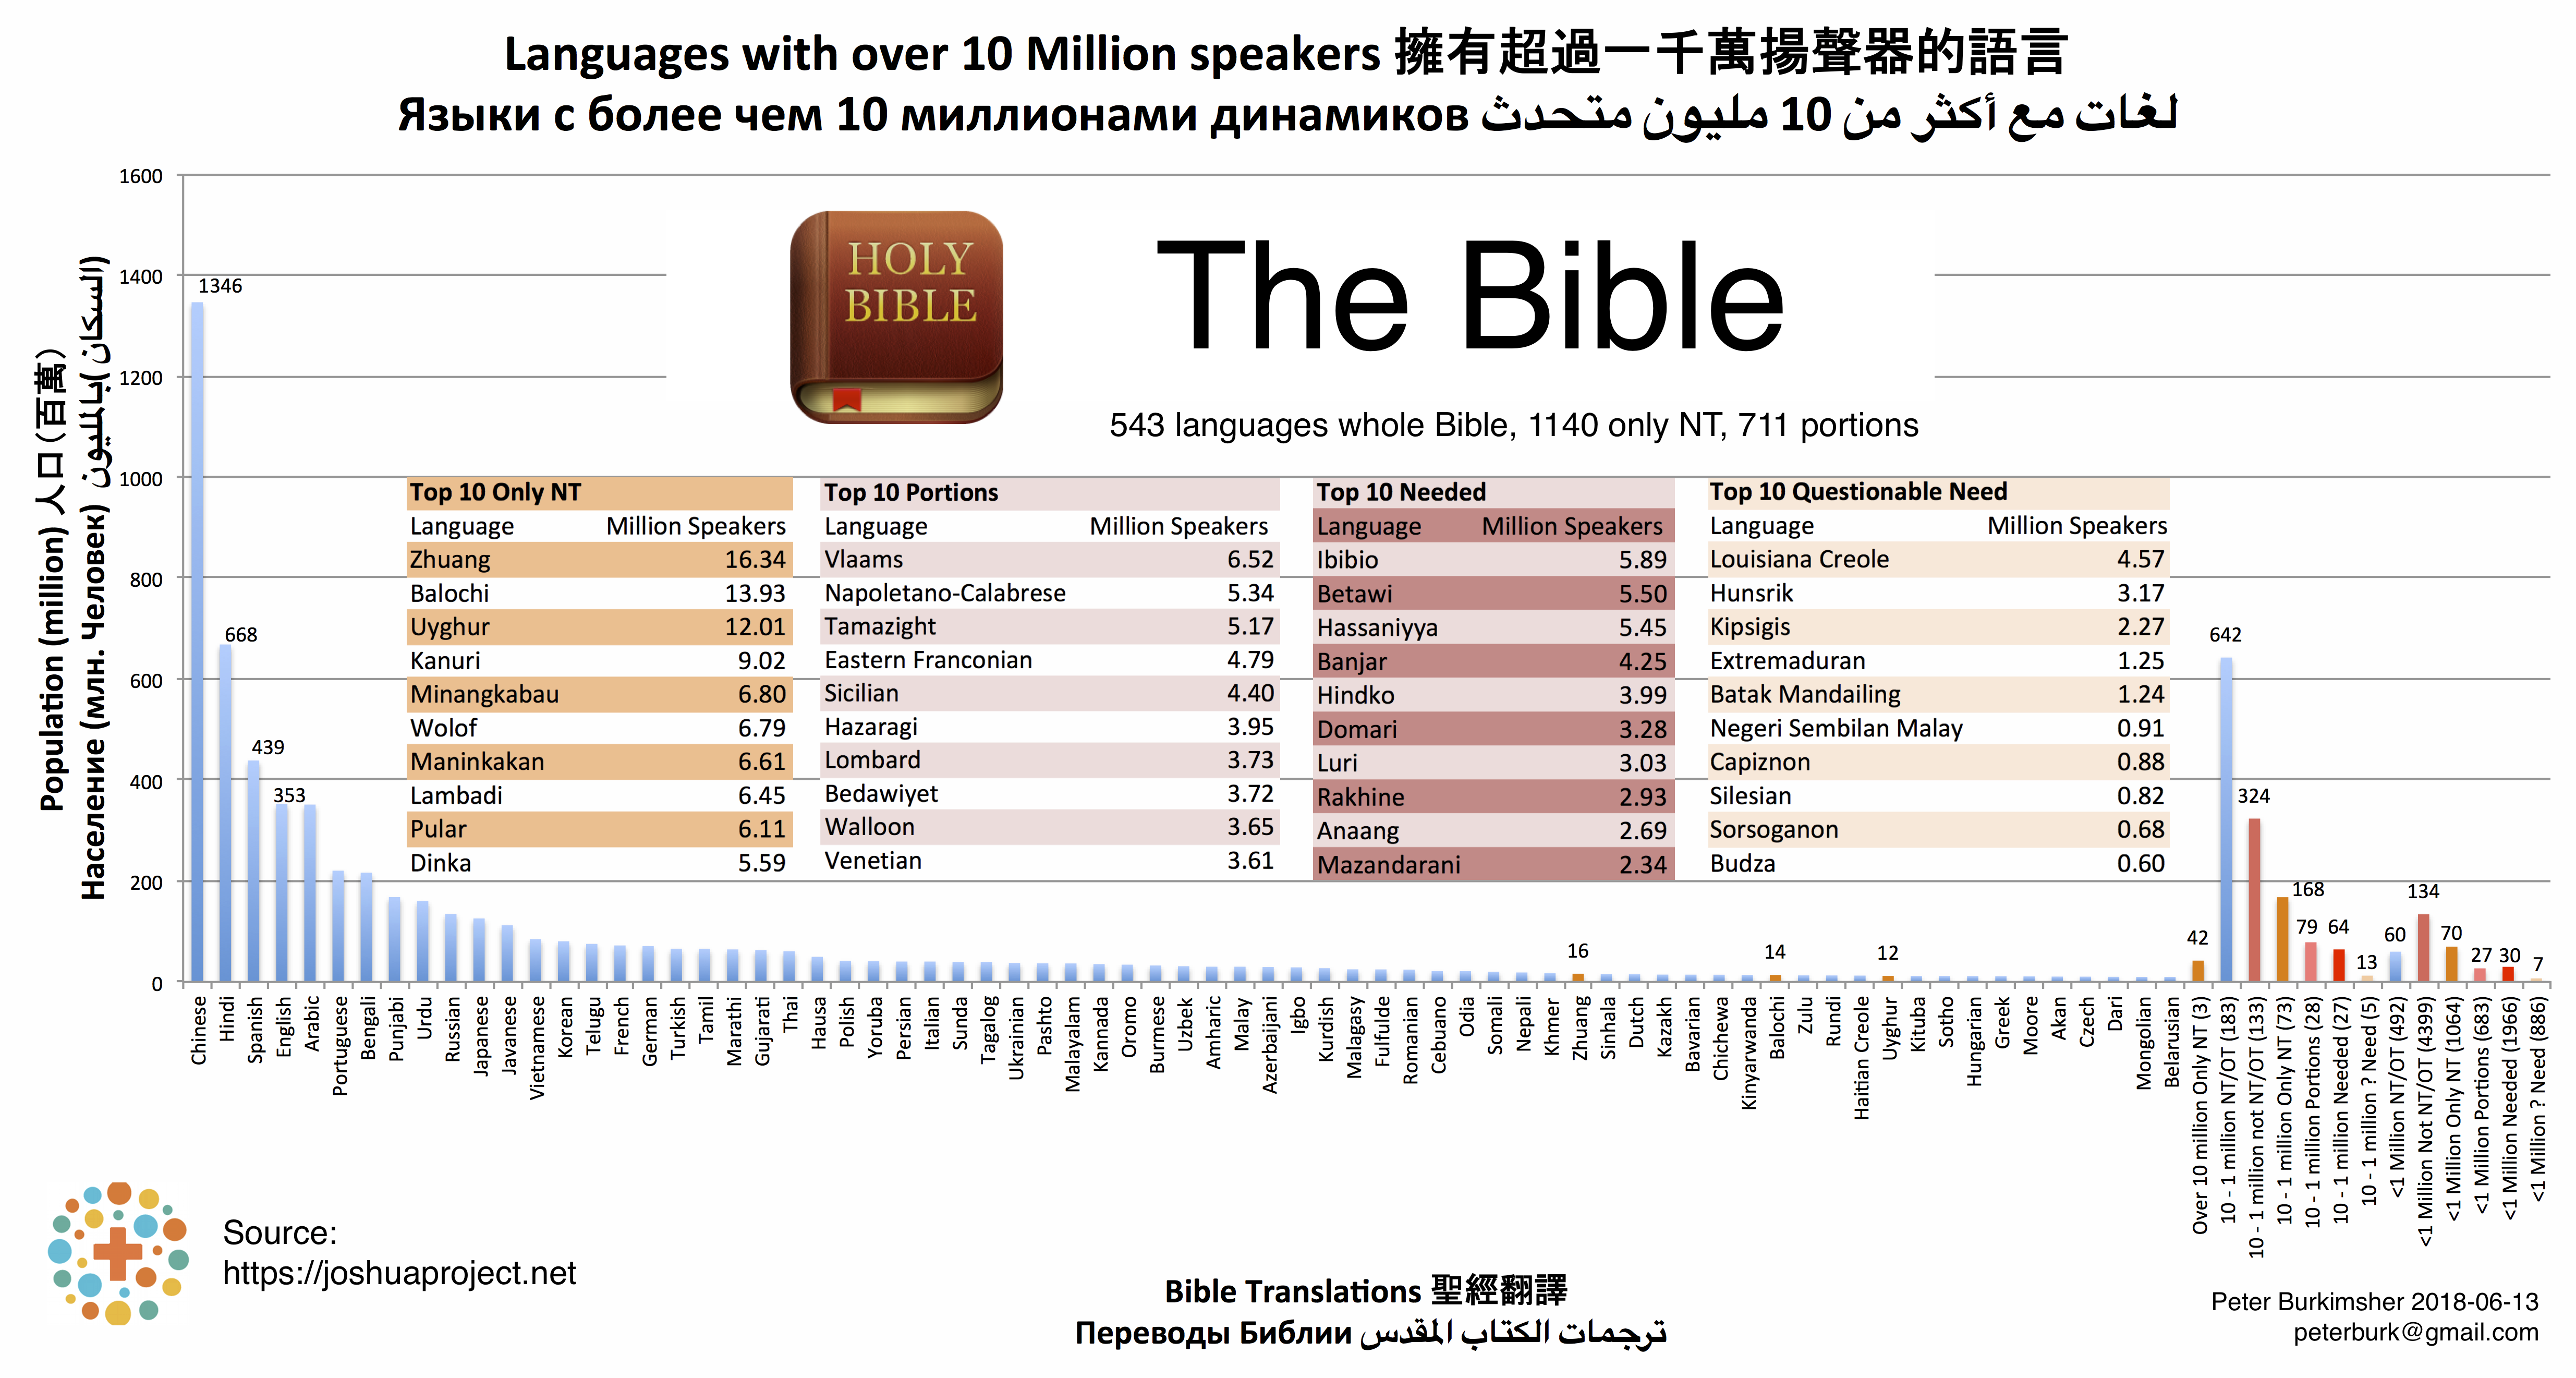 Languages with over 10 Million speakers 擁有超過一千萬揚聲器的語言
Языки с более чем 10 миллионами динамиков لغات مع أكثر من 10 مليون متحدث
Population (million) 人口（百萬）
Население (млн. Человек) (السكان (بالمليون
1600
1400
1200
1000
800
600
400
200
0
HOLY
BIBLE
The Bible
543 languages whole Bible, 1140 only NT, 711 portions
Top 10 Only NT
Language Million Speakers
Zhuang 16.34
Balochi 13.93
Uyghur 12.01
Kanuri 9.02
Minangkabau 6.80
Wolof 6.79
Maninkakan 6.61
Lambadi 6.45
Pular 6.11
Dinka 5.59
Top 10 Portions
Language Million Speakers
Vlaams 6.52
Napoletano-Calabrese 5.34
Tamazight 5.17
Eastern Franconian 4.79
Sicilian 4.40
Hazaragi 3.95
Lombard 3.73
Bedawiyet 3.72
Walloon 3.65
Venetian 3.61
Top 10 Needed
Language Million Speakers
Ibibio 5.89
Betawi 5.50
Hassaniyya 5.45
Banjar 4.25
Hindko 3.99
Domari 3.28
Luri 3.03
Rakhine 2.93
Anaang 2.69
Mazandarani 2.34
Top 10 Questionable Need
Language Million Speakers
Louisiana Creole 4.57
Hunsrik 3.17
Kipsigis 2.27
Extremaduran 1.25
Batak Mandailing 1.24
Negeri Sembilan Malay 0.91
Capiznon 0.88
Silesian 0.82
Sorsoganon 0.68
Budza 0.60
1346
668
439
353
16
14
12
42
642
324
168
79
64
13
60
134
70
27
30
7
Chinese
Hindi
Spanish
English
Arabic
Portuguese
Bengali
Punjabi
Urdu
Russian
Japanese
Javanese
Vietnamese
Korean
Telugu
French
German
Turkish
Tamil
Marathi
Gujarati
Thai
Hausa
Polish
Yoruba
Persian
Italian
Sunda
Tagalog
Ukrainian
Pashto
Malayalam
Kannada
Oromo
Burmese
Uzbek
Amharic
Malay
Azerbaijani
Igbo
Kurdish
Malagasy
Fulfulde
Romanian
Cebuano
Odia
Somali
Nepali
Khmer
Zhuang
Sinhala
Dutch
Kazakh
Bavarian
Chichewa
Kinyarwanda
Balochi
Zulu
Rundi
Haitian Creole
Uyghur
Kituba
Sotho
Hungarian
Greek
Moore
Akan
Czech
Dari
Mongolian
Belarusian
Over 10 million Only NT (3)
10 - 1 million NT/OT (183)
10 - 1 million not NT/OT (133)
10 - 1 million Only NT (73)
10 - 1 million Portions (28)
10 - 1 million Needed (27)
10 - 1 million ? Need (5)
<1 Million NT/OT (492)
<1 Million Not NT/OT (4399)
<1 Million Only NT (1064)
<1 Million Portions (683)
<1 Million Needed (1966)
<1 Million ? Need (886)
Source:
https://joshuaproject.net
Bible Translations 聖經翻譯
Переводы Библии ترجمات الكتاب المقدس
Peter Burkimsher 2018-06-13
peterburk@gmail.com